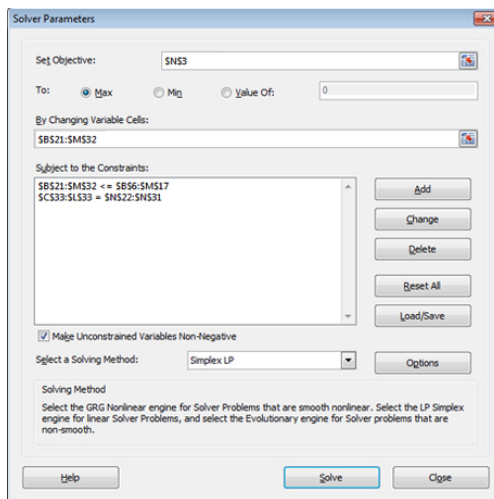 Solver Parameters
Set Objective: $N$3
To: Max Min Value Of: 0
By Changing Variable Cells:
$B$21:$M$32
Subject to the Constraints:
$B$21:$M$32 <= $B$6:$M$17
$C$33:$L$33 = $N$22:$N$31
Add
Change
Delete
Reset All
Load/Save
Make Unconstrained Variables Non-Negative
Select a Solving Method: Simplex LP Options
Solving Method
Select the GRG Nonlinear engine for Solver Problems that are smooth nonlinear. Select the LP Simplex
engine for linear Solver Problems, and select the Evolutionary engine for Solver problems that are
non-smooth.
Help Solve Close